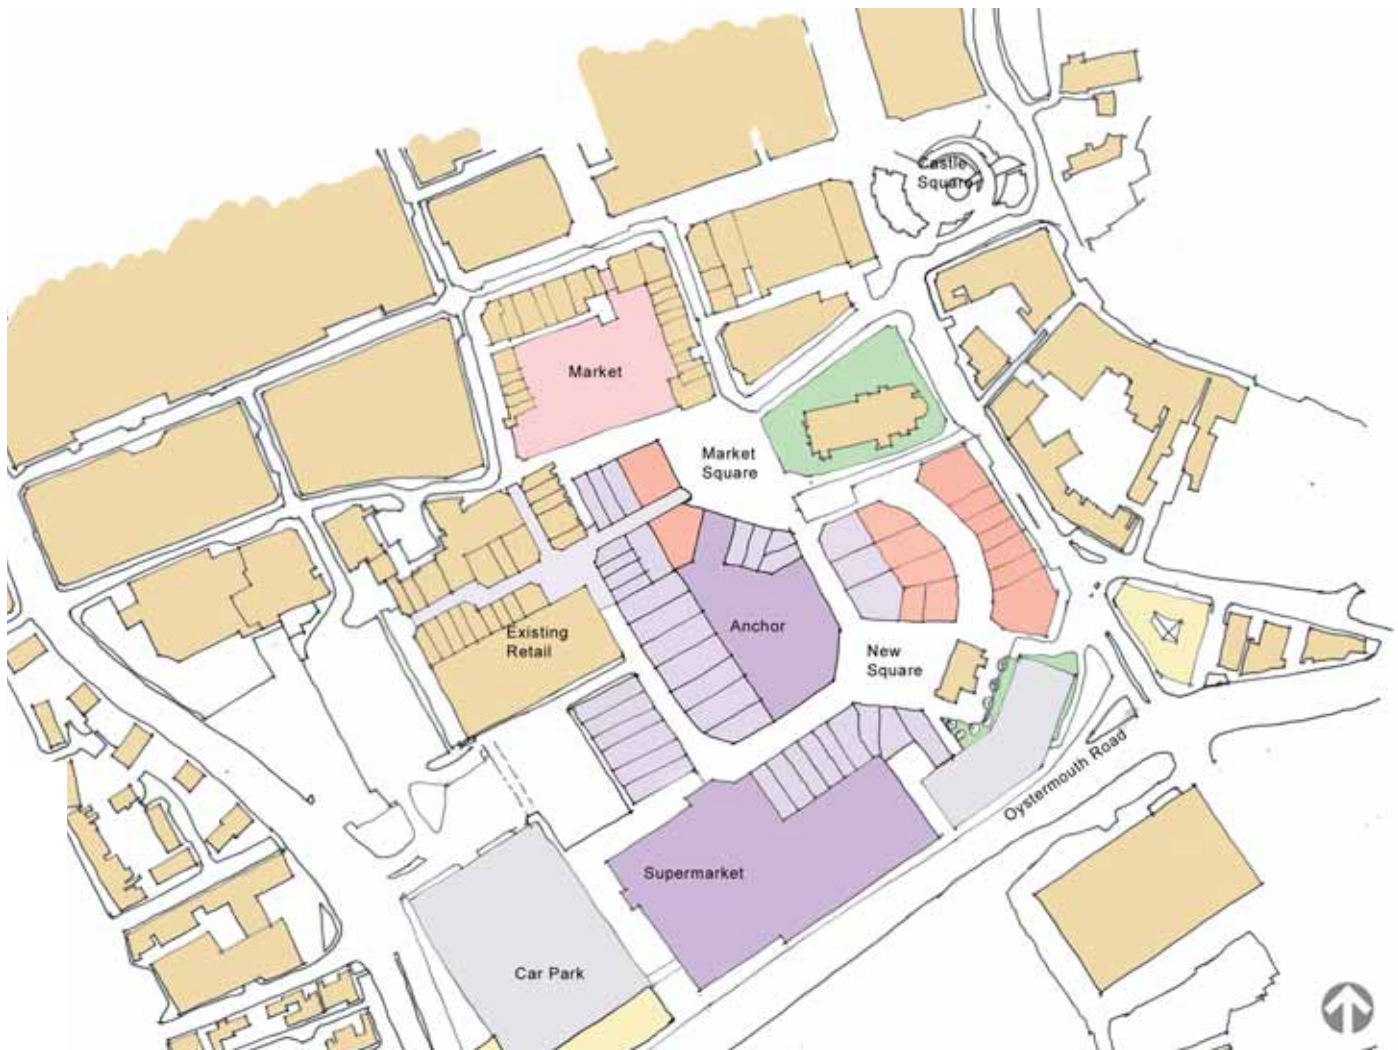 Castle
Square
Market
Market
Square
Existing
Retail
Anchor
New
Square
Oystermouth Road
Supermarket
Car Park